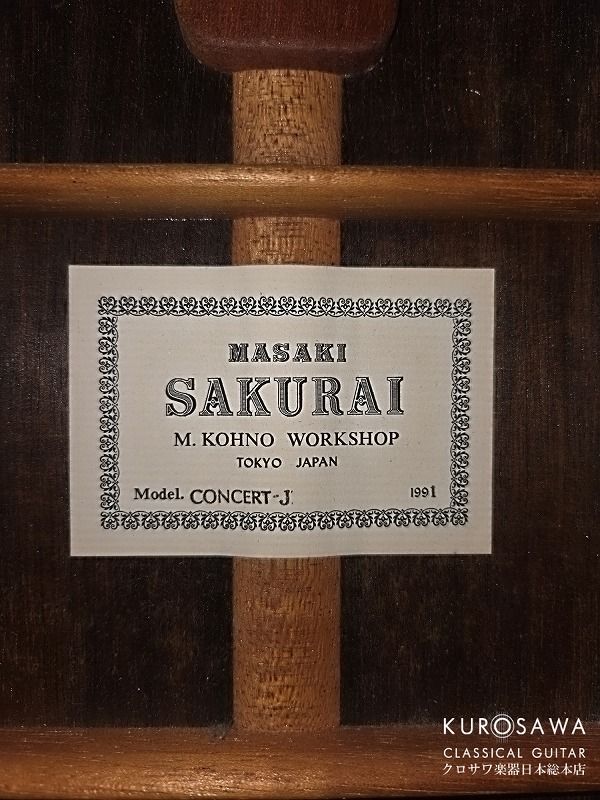 MASAKI
SAKURAI
M. KOHNO WORKSHOP
TOKYO JAPAN
Model. CONCERT-J 1991
KUROSAWA
CLASSICAL GUITAR
クロサワ楽器日本総本店